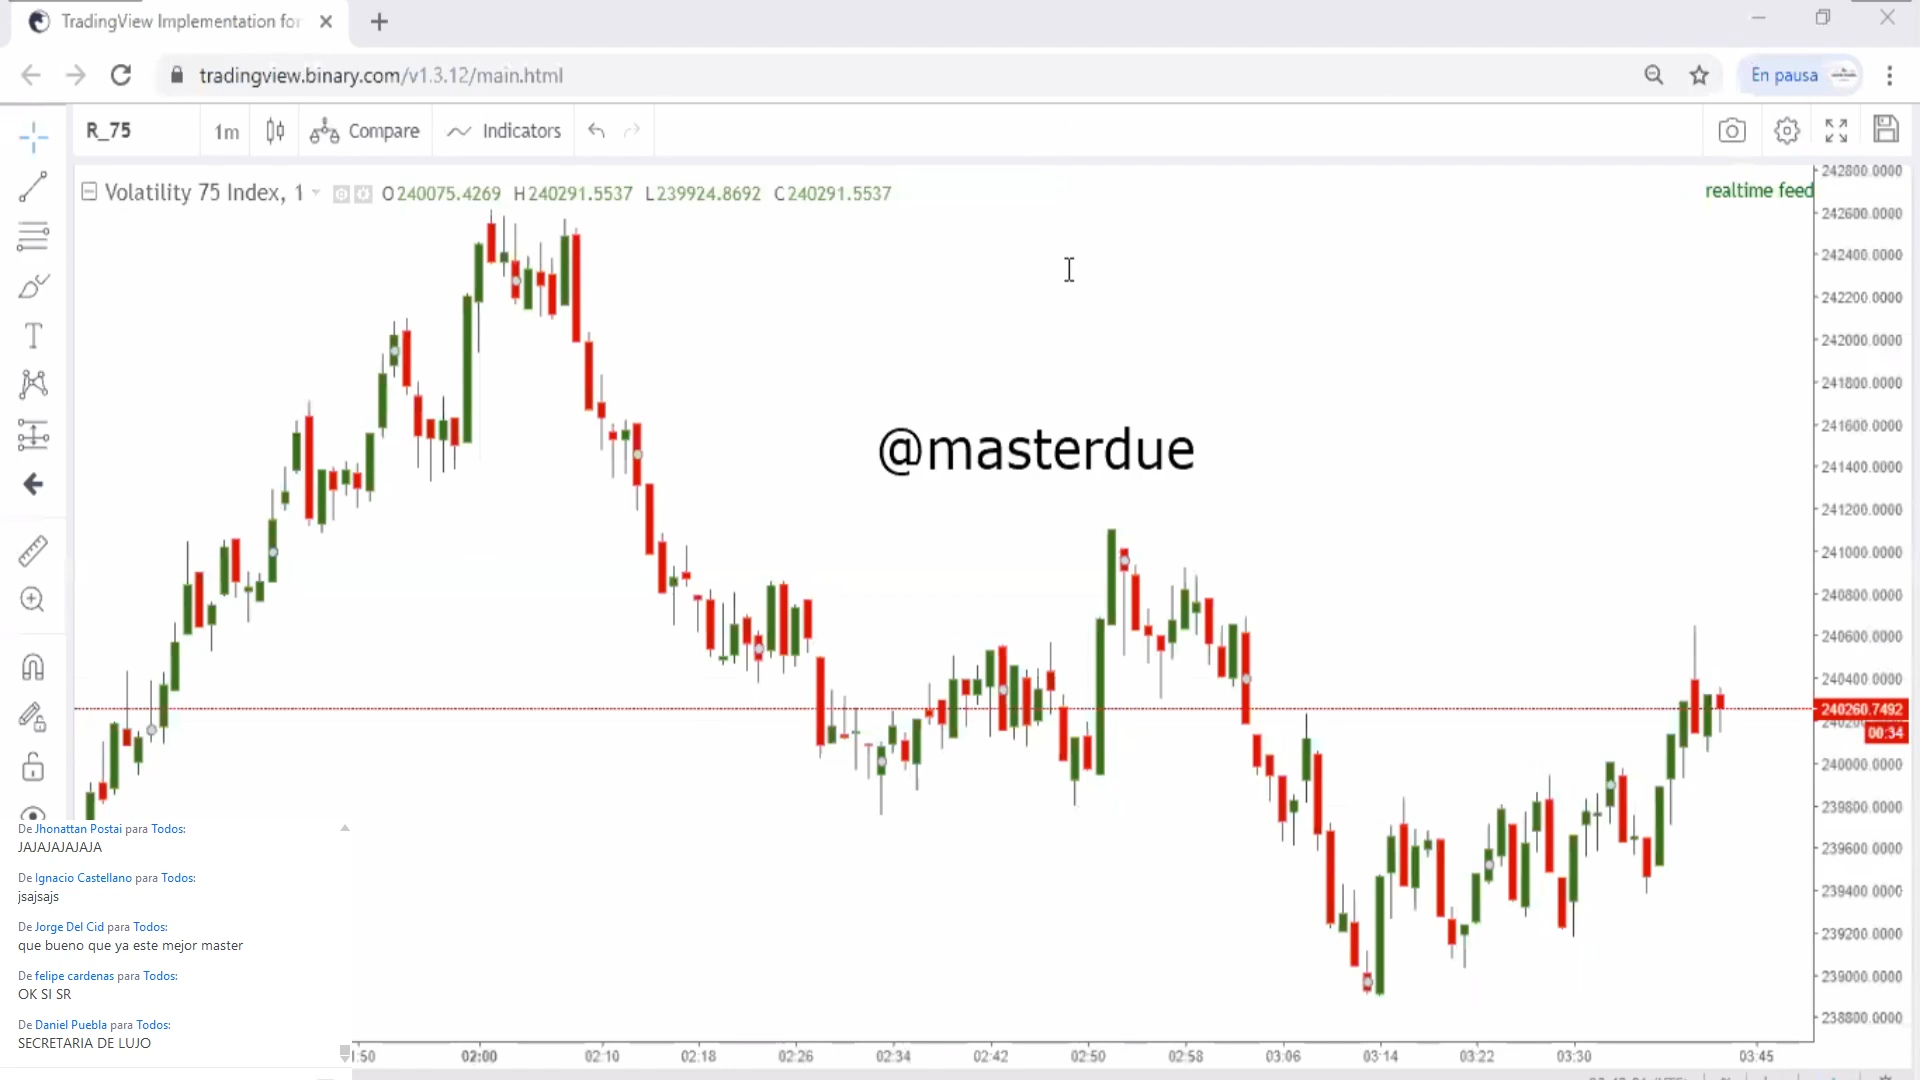 TradingView Implementation for
tradingview.binary.com/v1.3.12/main.html
En pausa
R_75
1m
Compare
Indicators
Volatility 75 Index, 1
O240075.4269 H240291.5537 L239924.8692 C240291.5537
realtime feed
@masterdue
242800.0000
242600.0000
242400.0000
242200.0000
242000.0000
241800.0000
241600.0000
241400.0000
241200.0000
241000.0000
240800.0000
240600.0000
240400.0000
240260.7492
00:34
240000.0000
239800.0000
239600.0000
239400.0000
239200.0000
239000.0000
238800.0000
De Jhonattan Postai para Todos:
JAJAJAJAJAJA
De Ignacio Castellano para Todos:
jsajsajs
De Jorge Del Cid para Todos:
que bueno que ya este mejor master
De felipe cardenas para Todos:
OK SI SR
De Daniel Puebla para Todos:
SECRETARIA DE LUJO
:50 02:00 02:10 02:18 02:26 02:34 02:42 02:50 02:58 03:06 03:14 03:22 03:30 03:45